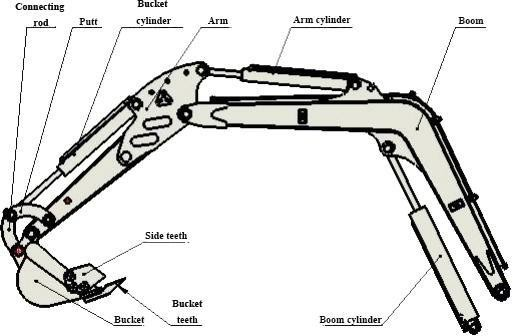 Connecting
rod
Putt
Bucket
cylinder
Arm
Arm cylinder
Boom
Side teeth
Bucket
Bucket
teeth
Boom cylinder